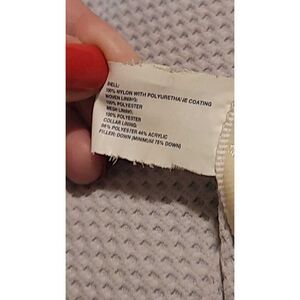 SHELL:
100% NYLON WITH POLYURETHANE COATING
WOVEN LINING:
100% POLYESTER
MESH LINING:
100% POLYESTER
COLLAR LINING:
56% POLYESTER 44% ACRYLIC
FILLER: DOWN (MINIMUM 75% DOWN)